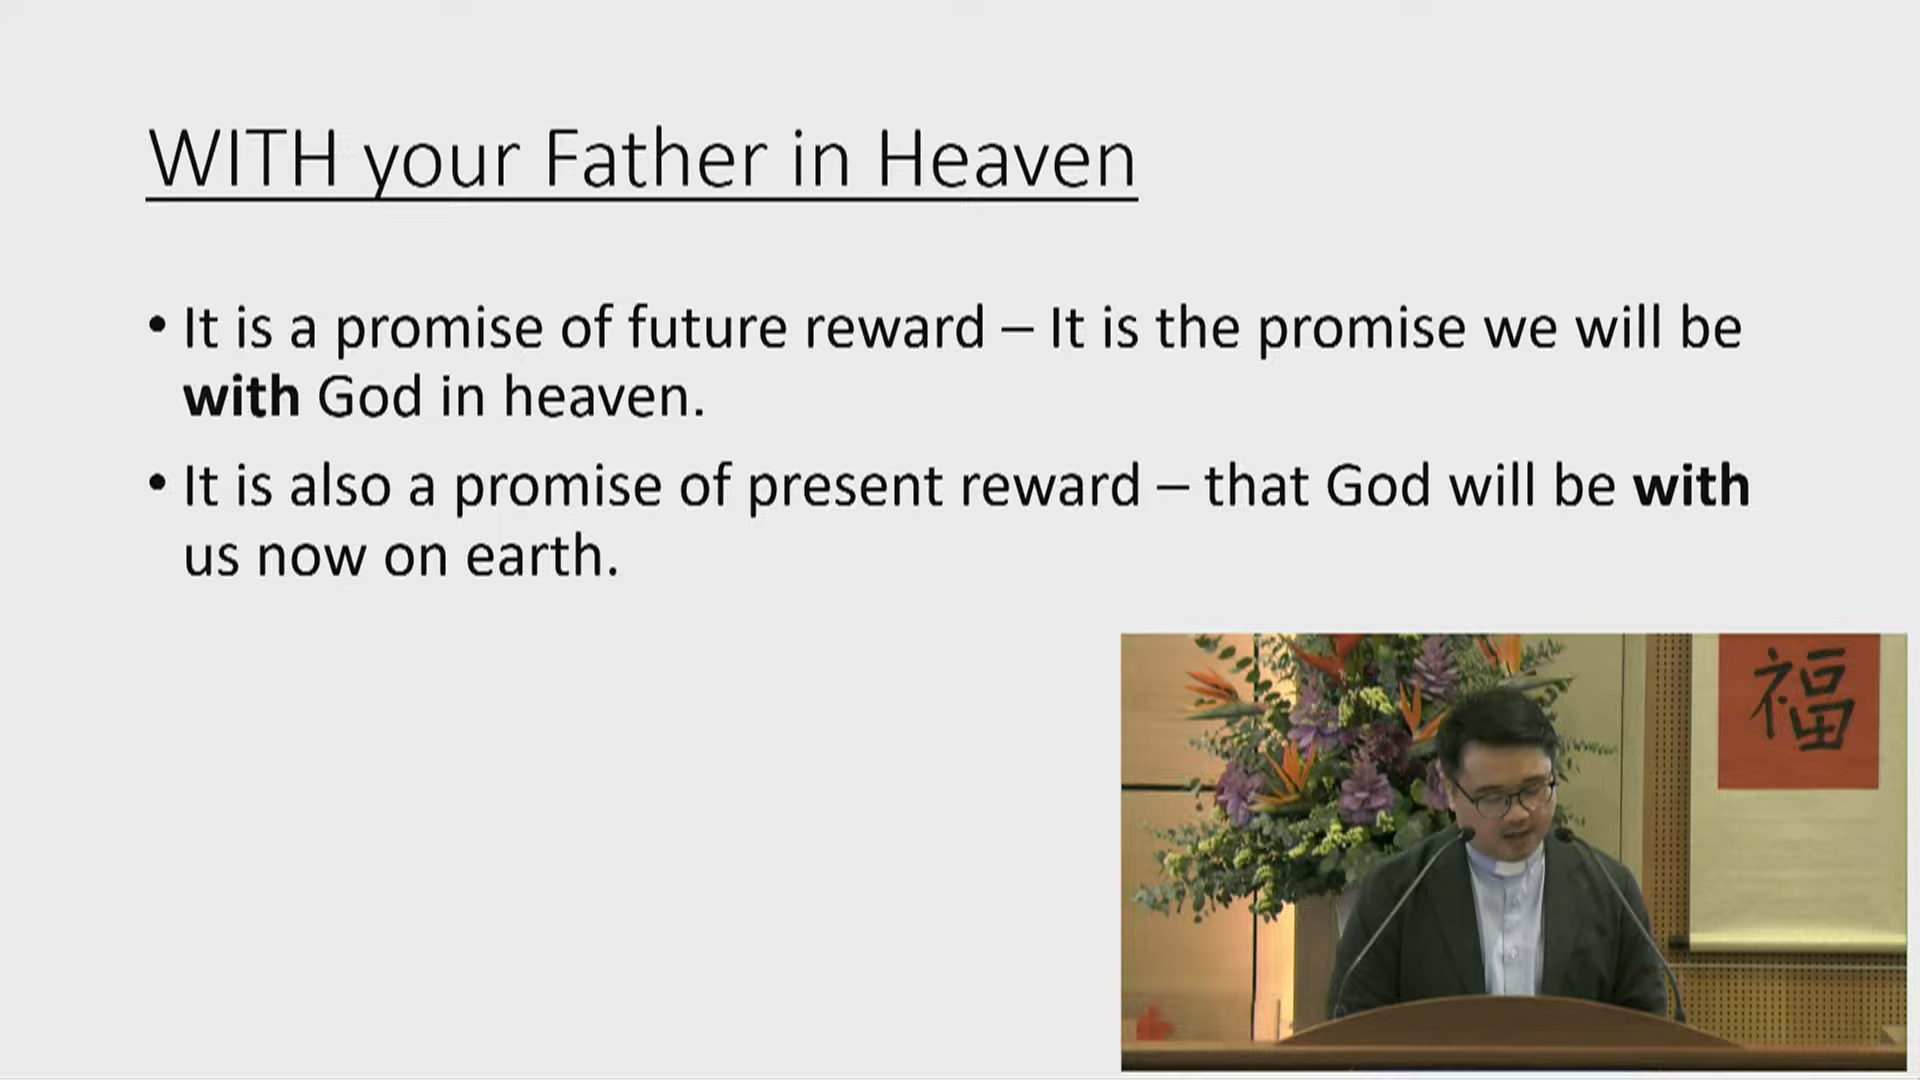 WITH your Father in Heaven
• It is a promise of future reward – It is the promise we will be
with God in heaven.
• It is also a promise of present reward – that God will be with
us now on earth.
福